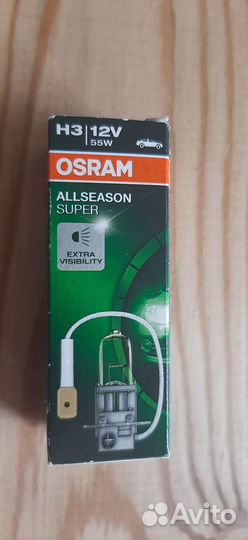 H3 12V
55W
OSRAM
ALLSEASON
SUPER
EXTRA
VISIBILITY
Avito